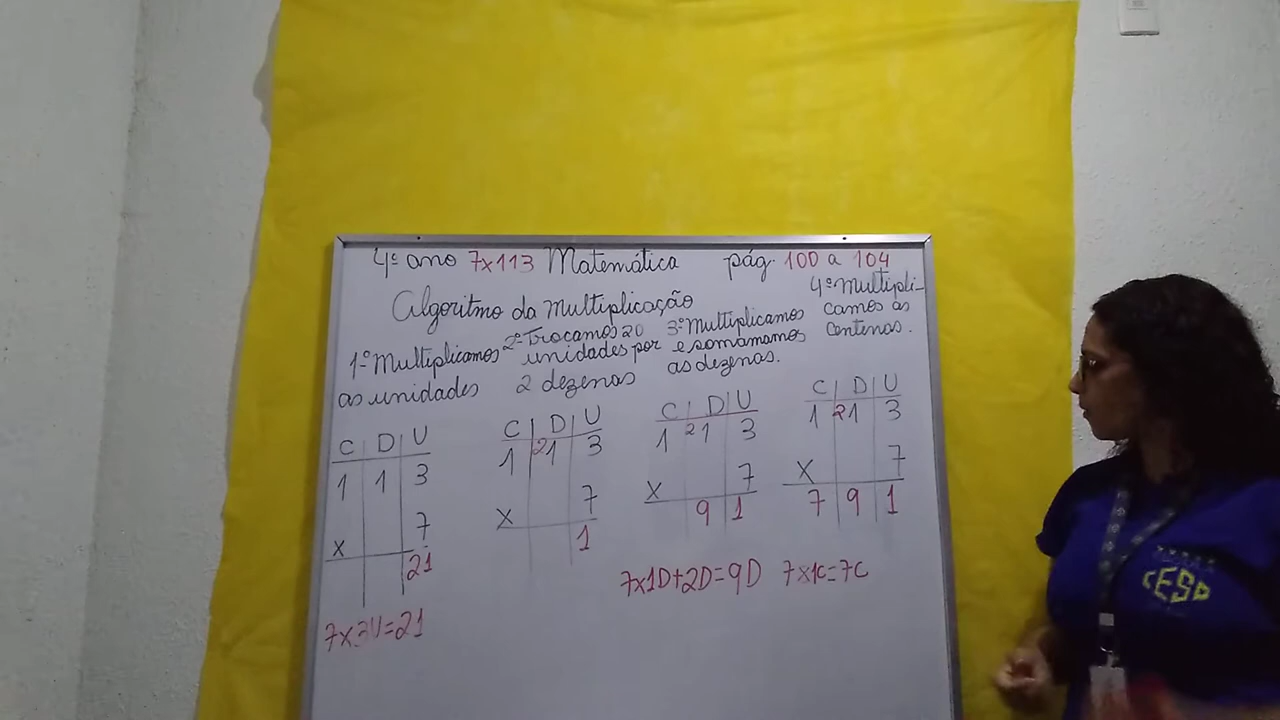 4º ano 7x113 Matemática pág. 100 a 104
Algoritmo da Multiplicação
1º Multiplicamos
as unidades
2º Trocamos 20
unidades por
2 dezenas
3º Multiplicamos
e somamamos
as dezenas.
4º Multipli-
camos as
centenas.
C D U
1 1 3
7
x
21
7x3U=21
C D U
1 21 3
7
x
1
C D U
1 21 3
7
x
9 1
7x1D+2D=9D
C D U
1 21 3
7
x
7 9 1
7x1C=7C
CESD